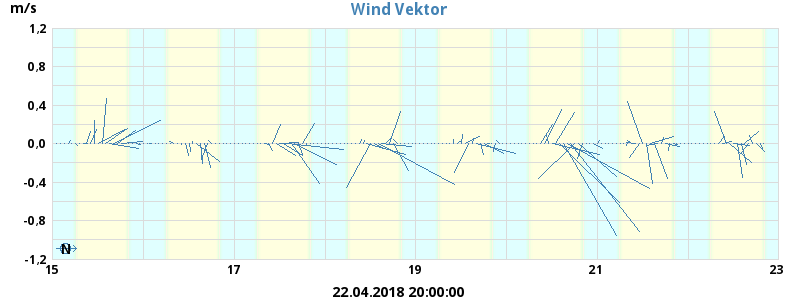 m/s
Wind Vektor
1,2
0,8
0,4
0,0
-0,4
-0,8
-1,2
N
15 17 19 21 23
22.04.2018 20:00:00